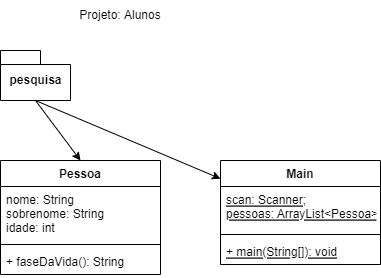 Projeto: Alunos
pesquisa
Pessoa
nome: String
sobrenome: String
idade: int
+ faseDaVida(): String
Main
scan: Scanner;
pessoas: ArrayList<Pessoa>
+ main(String[]): void